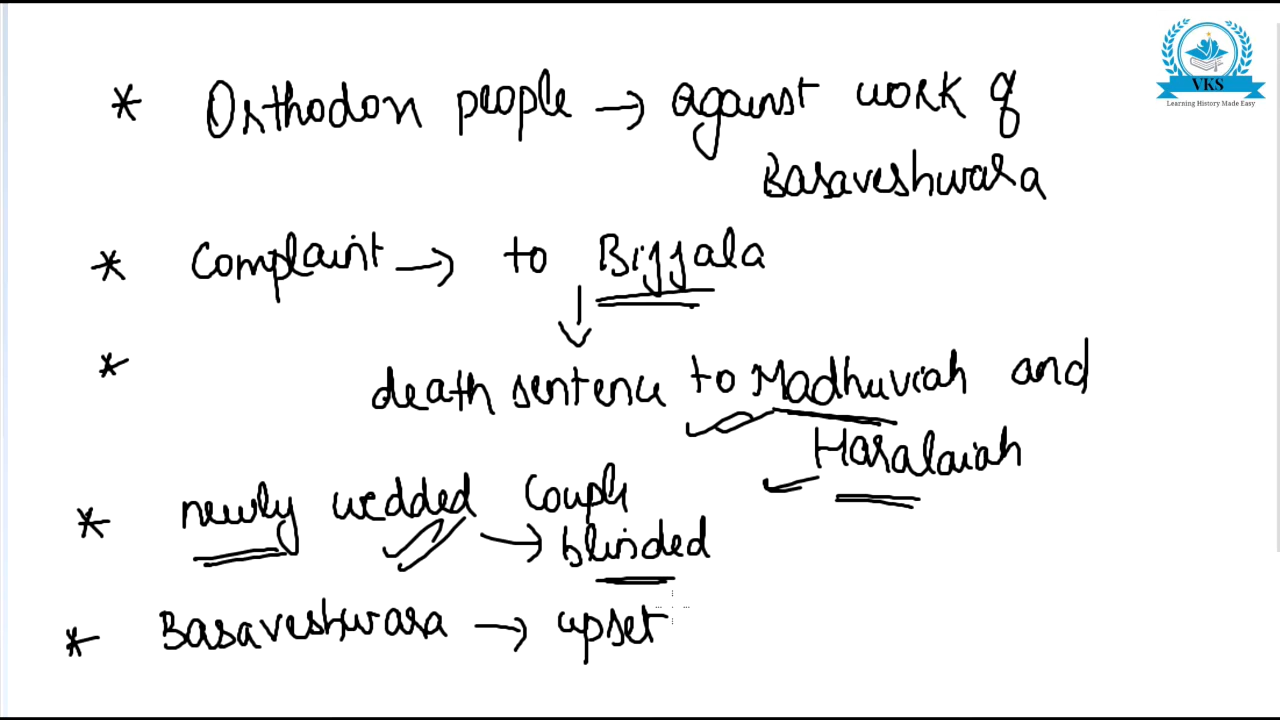 VKS
Learning History Made Easy
* Orthodox people → against work of
Basaveshwara
* Complaint → to Bijjala
↓
* death sentence to Madhuviah and
Haralaiah
* newly wedded couple
→ blinded
* Basaveshwara → upset